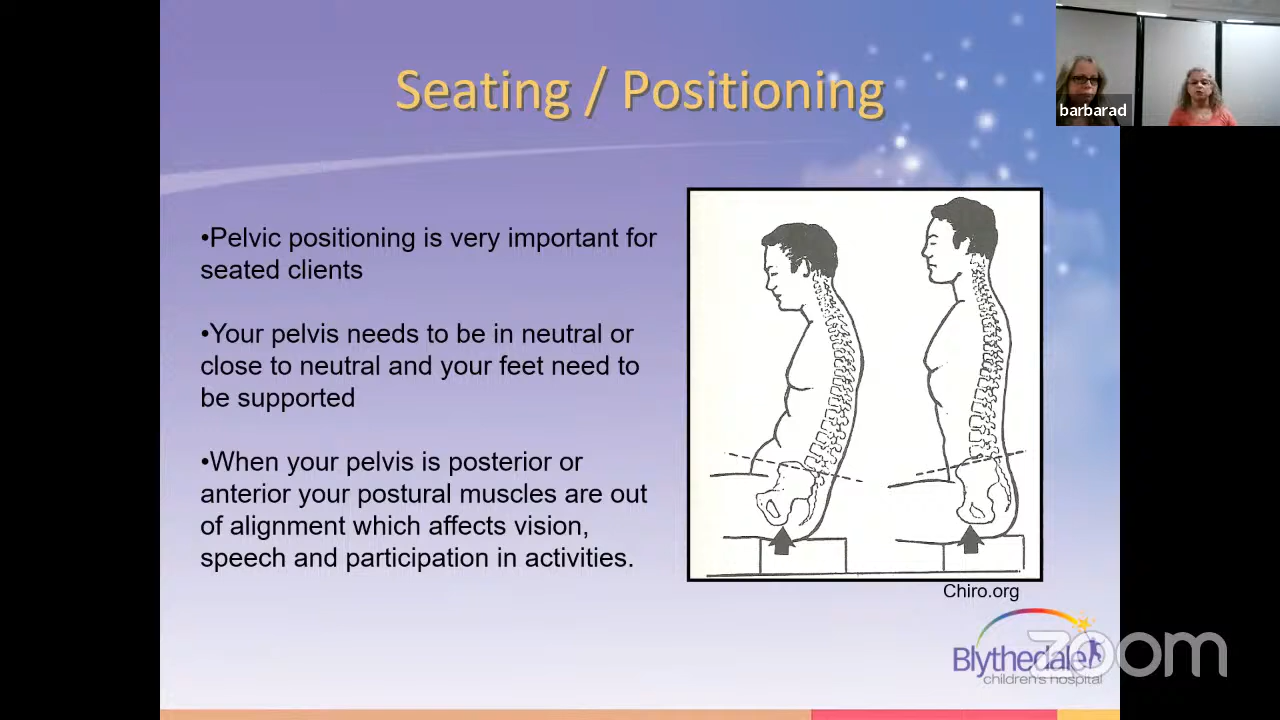 Seating / Positioning
barbarad
•Pelvic positioning is very important for
seated clients
•Your pelvis needs to be in neutral or
close to neutral and your feet need to
be supported
•When your pelvis is posterior or
anterior your postural muscles are out
of alignment which affects vision,
speech and participation in activities.
Chiro.org
Blythedale
children's hospital
zoom